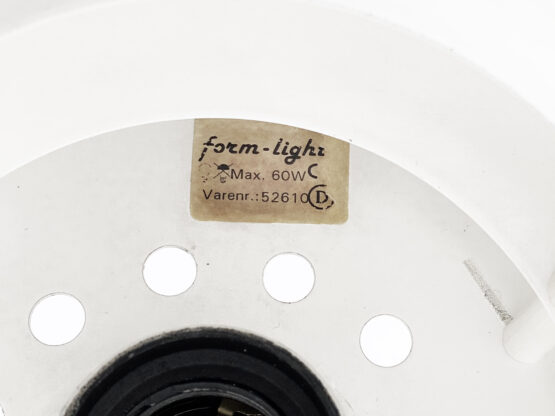 form-light
Max. 60W
Varenr.:52610 D